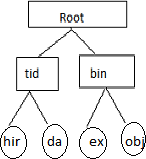 Root
tid bin
hir da ex obj